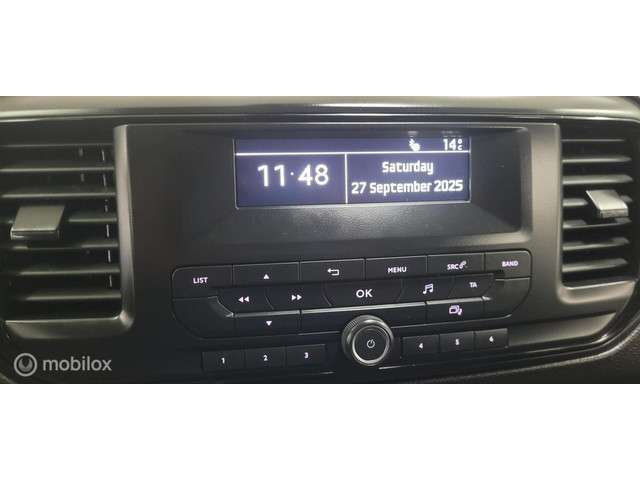 14°C
11·48
Saturday
27 September 2025
LIST
MENU
SRC
BAND
OK
TA
1
2
3
4
5
6
mobilox